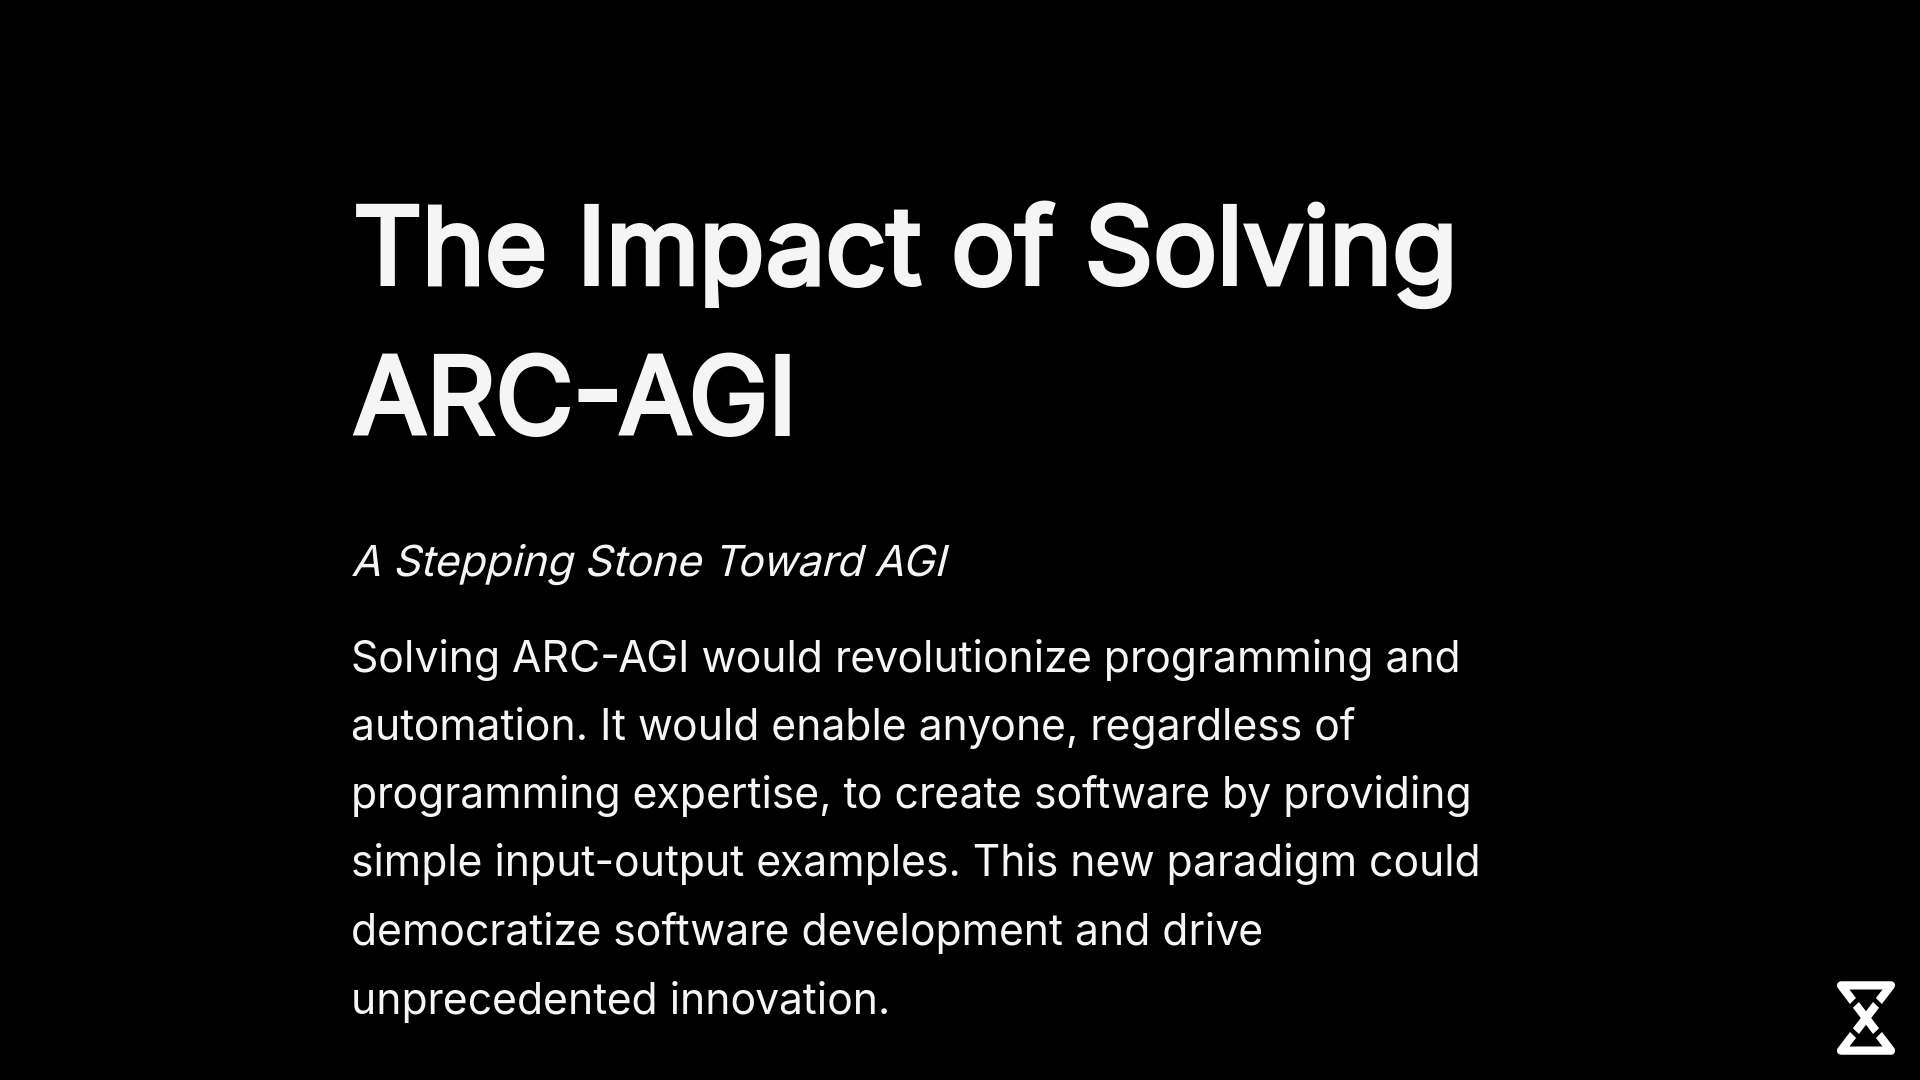 The Impact of Solving
ARC-AGI
A Stepping Stone Toward AGI
Solving ARC-AGI would revolutionize programming and
automation. It would enable anyone, regardless of
programming expertise, to create software by providing
simple input-output examples. This new paradigm could
democratize software development and drive
unprecedented innovation.